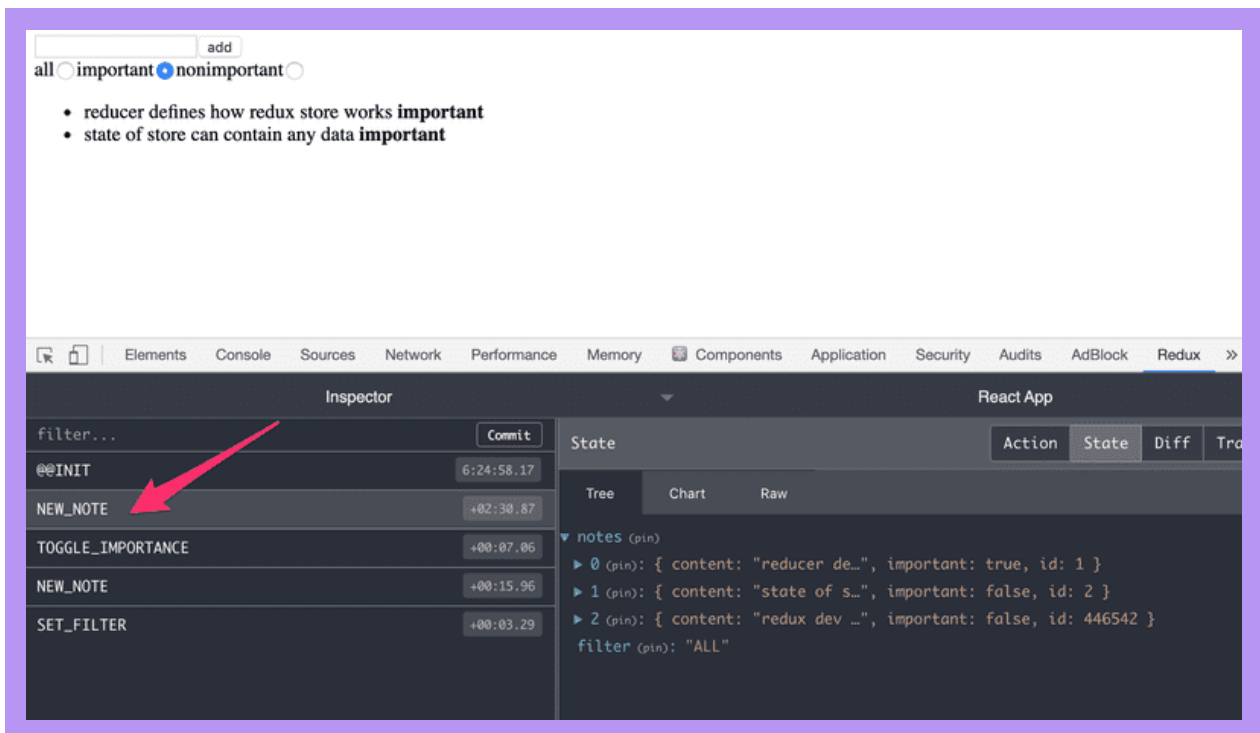 add
all important nonimportant
reducer defines how redux store works important
state of store can contain any data important
Elements Console Sources Network Performance Memory Components Application Security Audits AdBlock Redux »
Inspector React App
filter... Commit
@@INIT 6:24:58.17
NEW_NOTE +02:30.87
TOGGLE_IMPORTANCE +00:07.06
NEW_NOTE +00:15.96
SET_FILTER +00:03.29
State Action State Diff Tra
Tree Chart Raw
notes (pin)
0 (pin): { content: "reducer de…", important: true, id: 1 }
1 (pin): { content: "state of s…", important: false, id: 2 }
2 (pin): { content: "redux dev …", important: false, id: 446542 }
filter (pin): "ALL"